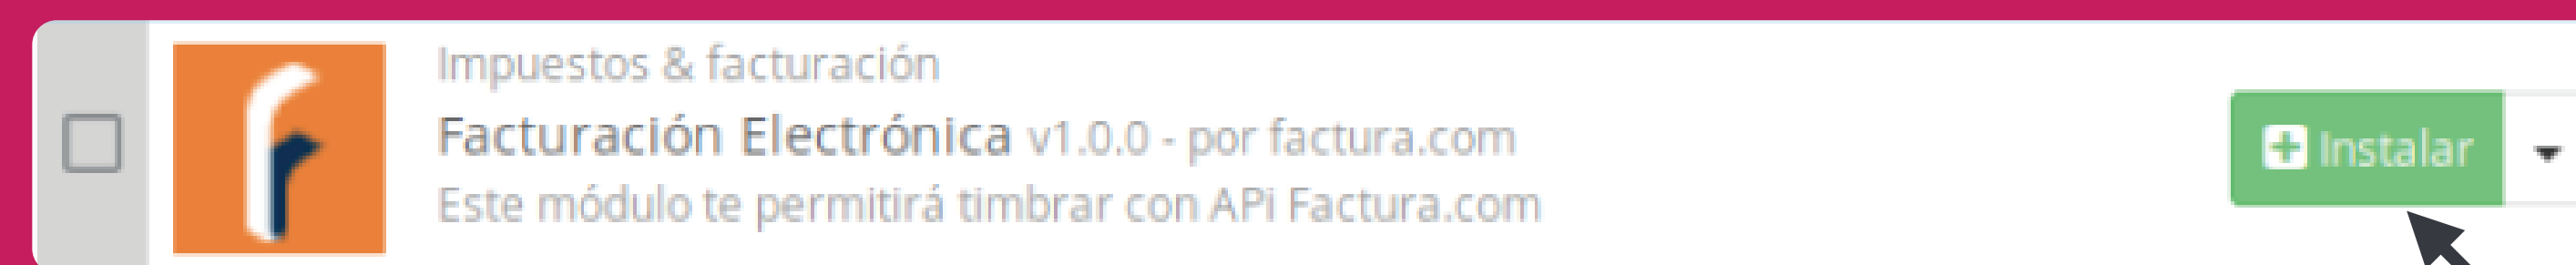 Impuestos & facturación
Facturación Electrónica v1.0.0 - por factura.com
Este módulo te permitirá timbrar con APi Factura.com
Instalar